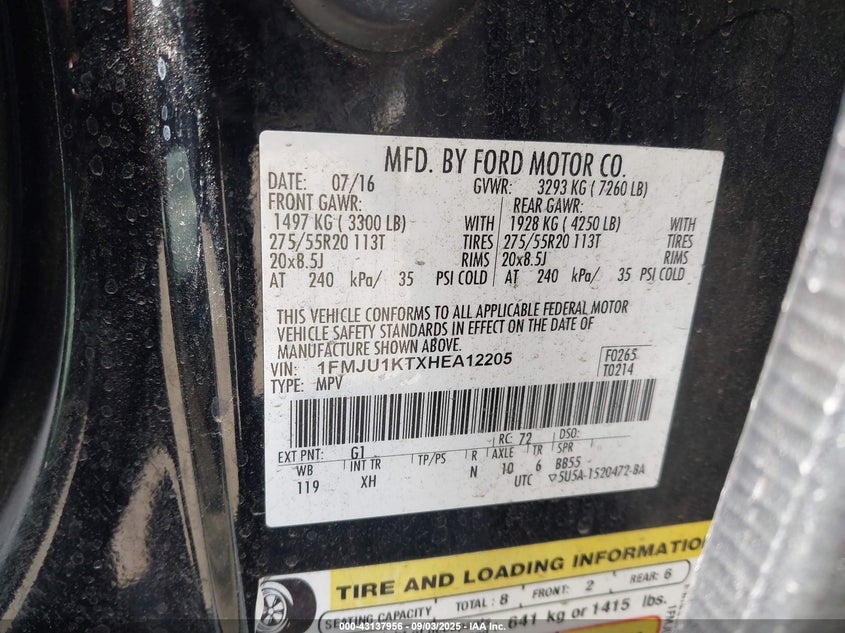 MFD. BY FORD MOTOR CO.
DATE: 07/16 GVWR: 3293 KG ( 7260 LB)
FRONT GAWR: REAR GAWR:
1497 KG ( 3300 LB) WITH 1928 KG ( 4250 LB) WITH
275/55R20 113T TIRES 275/55R20 113T TIRES
20x8.5J RIMS 20x8.5J RIMS
AT 240 kPa/ 35 PSI COLD AT 240 kPa/ 35 PSI COLD
THIS VEHICLE CONFORMS TO ALL APPLICABLE FEDERAL MOTOR
VEHICLE SAFETY STANDARDS IN EFFECT ON THE DATE OF
MANUFACTURE SHOWN ABOVE.
VIN: 1FMJU1KTXHEA12205 F0265
TYPE: MPV T0214
EXT PNT: G1 RC: 72 DSO:
WB INT TR TP/PS R AXLE TR SPR
119 XH N 10 6 BB55
UTC ▽5U5A-1520472-BA
TIRE AND LOADING INFORMATIO
SEATING CAPACITY TOTAL : 8 FRONT: 2 REAR: 6
641 kg or 1415 lbs.
© IAA 000-43137956 - 09/03/2025 - IAAI.COM